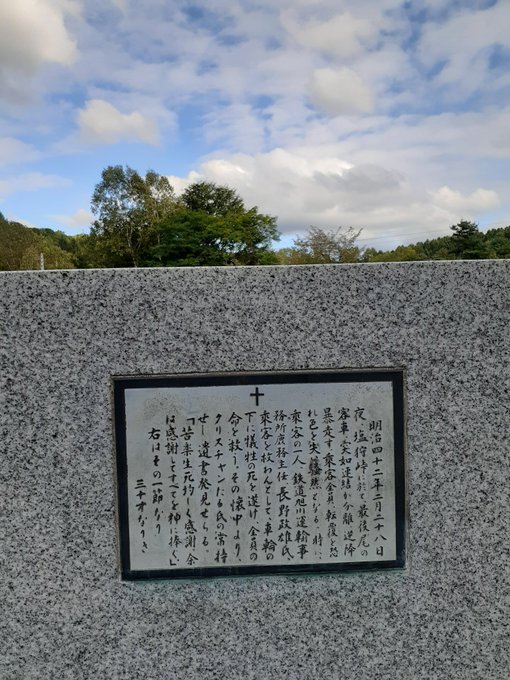 明治四十二年二月二十八日
夜、塩狩峠に於て、最後尾の
客車、突如連結が分離、逆降
暴走す。乗客全員、転覆を恐
れ色を失い騒然となる。時に、
乗客の一人、鉄道旭川運輸事
務所庶務主任、長野政雄氏、
乗客を救わんとして、車輪の
下に犠牲の死を遂げ、全員の
命を救う。その懐中より、
クリスチャンたる氏の常持
せし遺書発見せらる。
「苦楽生死均しく感謝。余
は感謝してすべてを神に捧ぐ」
右はその一節なり
三十才なりき